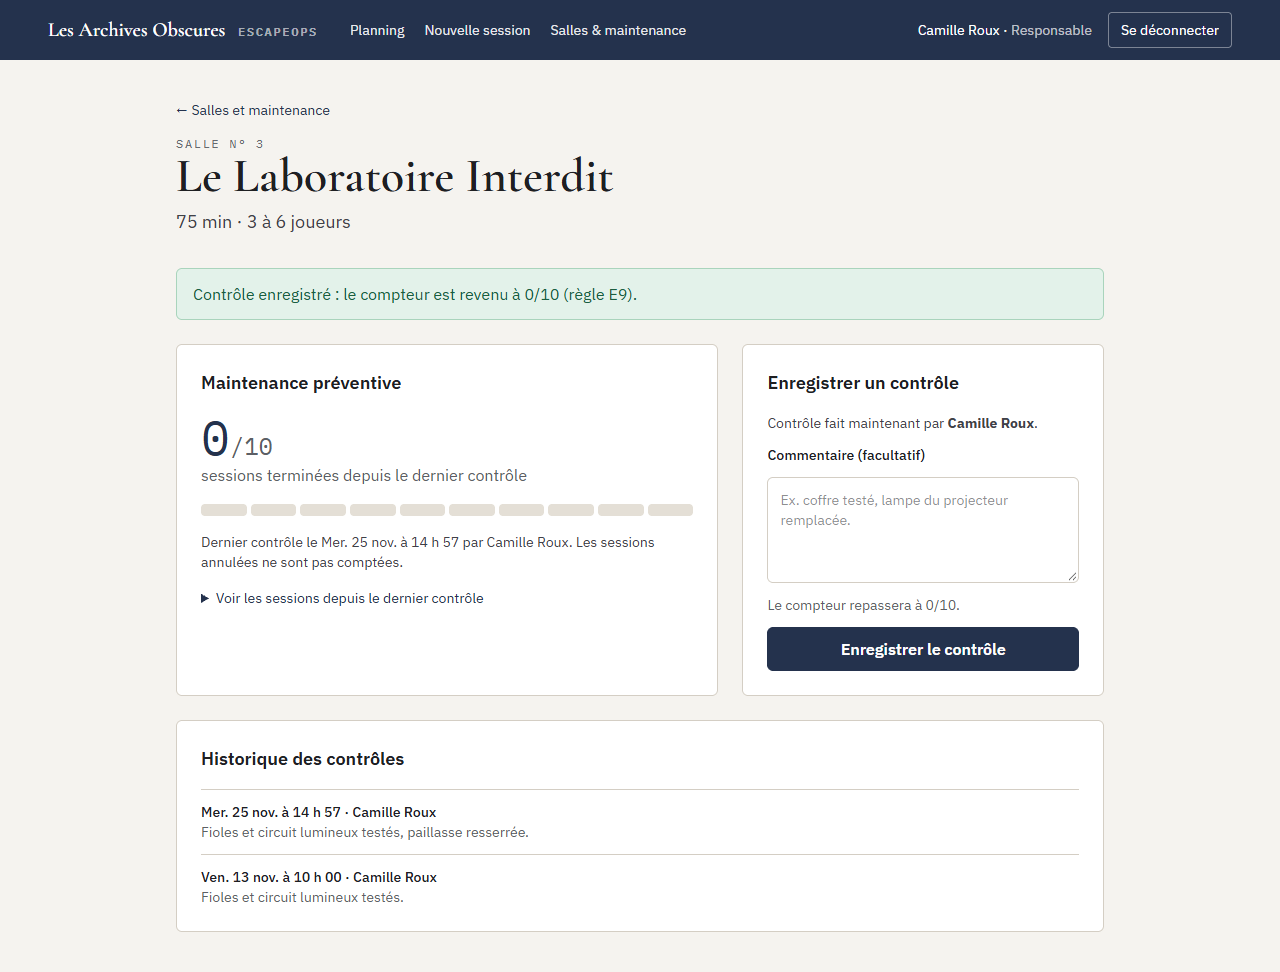 Les Archives Obscures ESCAPEOPS Planning Nouvelle session Salles & maintenance Camille Roux · Responsable Se déconnecter
← Salles et maintenance
SALLE N° 3
Le Laboratoire Interdit
75 min · 3 à 6 joueurs
Contrôle enregistré : le compteur est revenu à 0/10 (règle E9).
Maintenance préventive
0/10
sessions terminées depuis le dernier contrôle
Dernier contrôle le Mer. 25 nov. à 14 h 57 par Camille Roux. Les sessions
annulées ne sont pas comptées.
Voir les sessions depuis le dernier contrôle
Enregistrer un contrôle
Contrôle fait maintenant par Camille Roux.
Commentaire (facultatif)
Ex. coffre testé, lampe du projecteur
remplacée.
Le compteur repassera à 0/10.
Enregistrer le contrôle
Historique des contrôles
Mer. 25 nov. à 14 h 57 · Camille Roux
Fioles et circuit lumineux testés, paillasse resserrée.
Ven. 13 nov. à 10 h 00 · Camille Roux
Fioles et circuit lumineux testés.